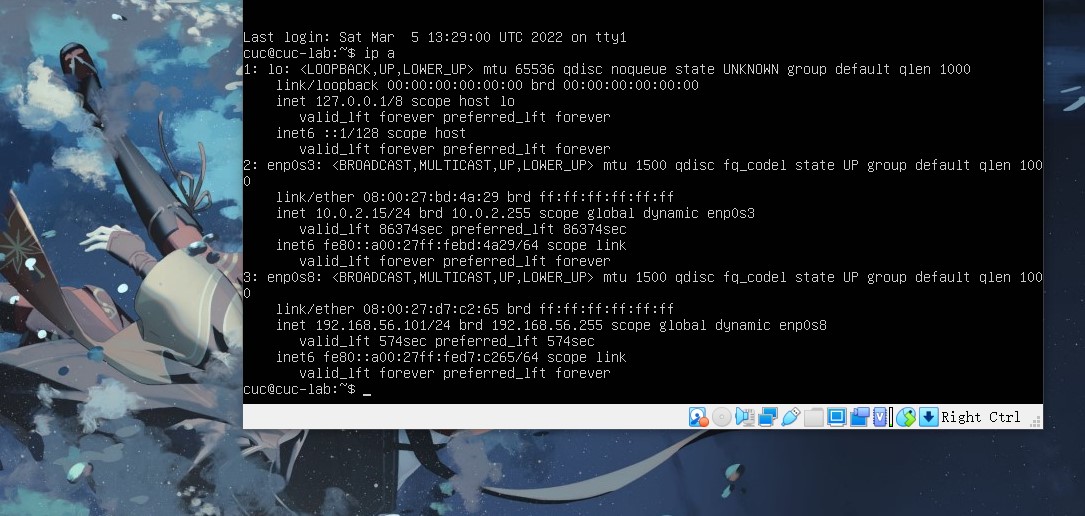 Last login: Sat Mar  5 13:29:00 UTC 2022 on tty1
cuc@cuc-lab:~$ ip a
1: lo: <LOOPBACK,UP,LOWER_UP> mtu 65536 qdisc noqueue state UNKNOWN group default qlen 1000
    link/loopback 00:00:00:00:00:00 brd 00:00:00:00:00:00
    inet 127.0.0.1/8 scope host lo
       valid_lft forever preferred_lft forever
    inet6 ::1/128 scope host
       valid_lft forever preferred_lft forever
2: enp0s3: <BROADCAST,MULTICAST,UP,LOWER_UP> mtu 1500 qdisc fq_codel state UP group default qlen 100
0
    link/ether 08:00:27:bd:4a:29 brd ff:ff:ff:ff:ff:ff
    inet 10.0.2.15/24 brd 10.0.2.255 scope global dynamic enp0s3
       valid_lft 86374sec preferred_lft 86374sec
    inet6 fe80::a00:27ff:febd:4a29/64 scope link
       valid_lft forever preferred_lft forever
3: enp0s8: <BROADCAST,MULTICAST,UP,LOWER_UP> mtu 1500 qdisc fq_codel state UP group default qlen 100
0
    link/ether 08:00:27:d7:c2:65 brd ff:ff:ff:ff:ff:ff
    inet 192.168.56.101/24 brd 192.168.56.255 scope global dynamic enp0s8
       valid_lft 574sec preferred_lft 574sec
    inet6 fe80::a00:27ff:fed7:c265/64 scope link
       valid_lft forever preferred_lft forever
cuc@cuc-lab:~$ _
Right Ctrl